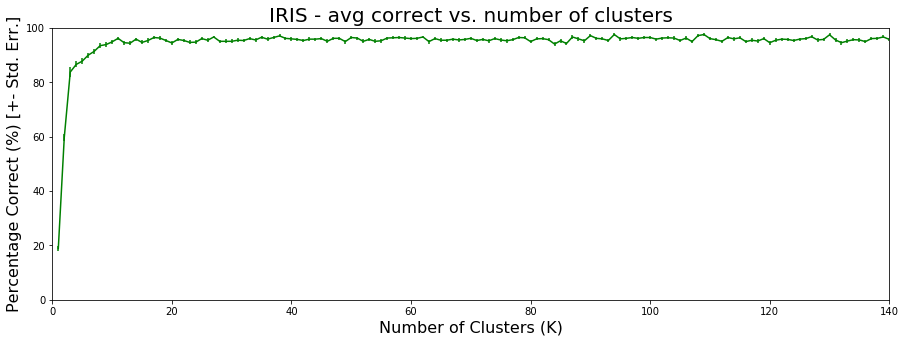 IRIS - avg correct vs. number of clusters
Percentage Correct (%) [+- Std. Err.]
100
80
60
40
20
0
0 20 40 60 80 100 120 140
Number of Clusters (K)